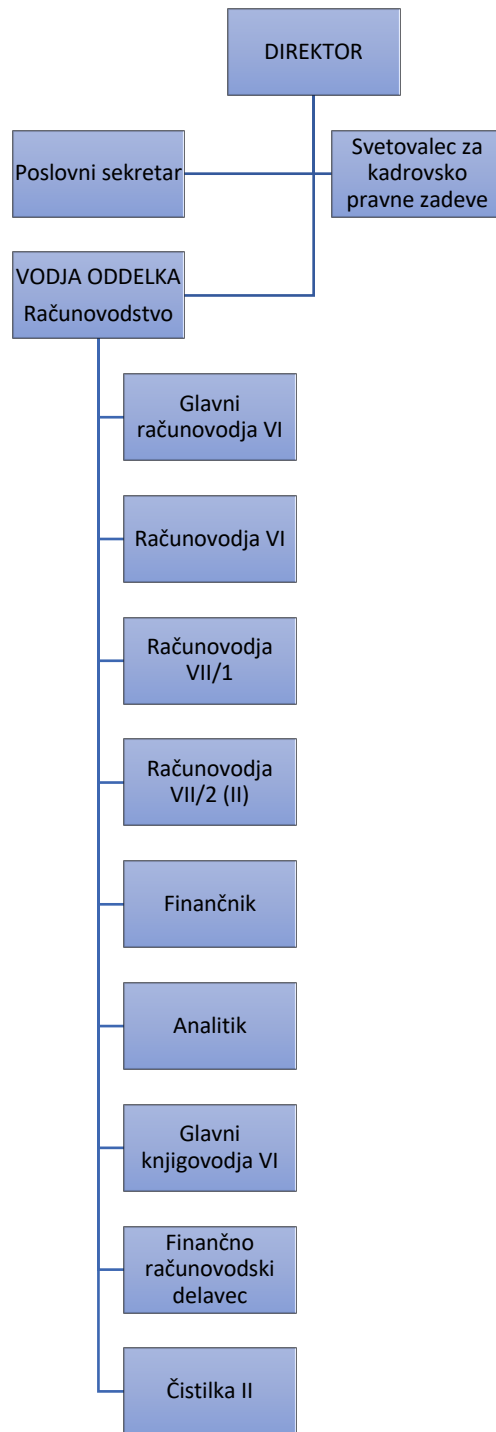 DIREKTOR
Poslovni sekretar
Svetovalec za
kadrovsko
pravne zadeve
VODJA ODDELKA
Računovodstvo
Glavni
računovodja VI
Računovodja VI
Računovodja
VII/1
Računovodja
VII/2 (II)
Finančnik
Analitik
Glavni
knjigovodja VI
Finančno
računovodski
delavec
Čistilka II